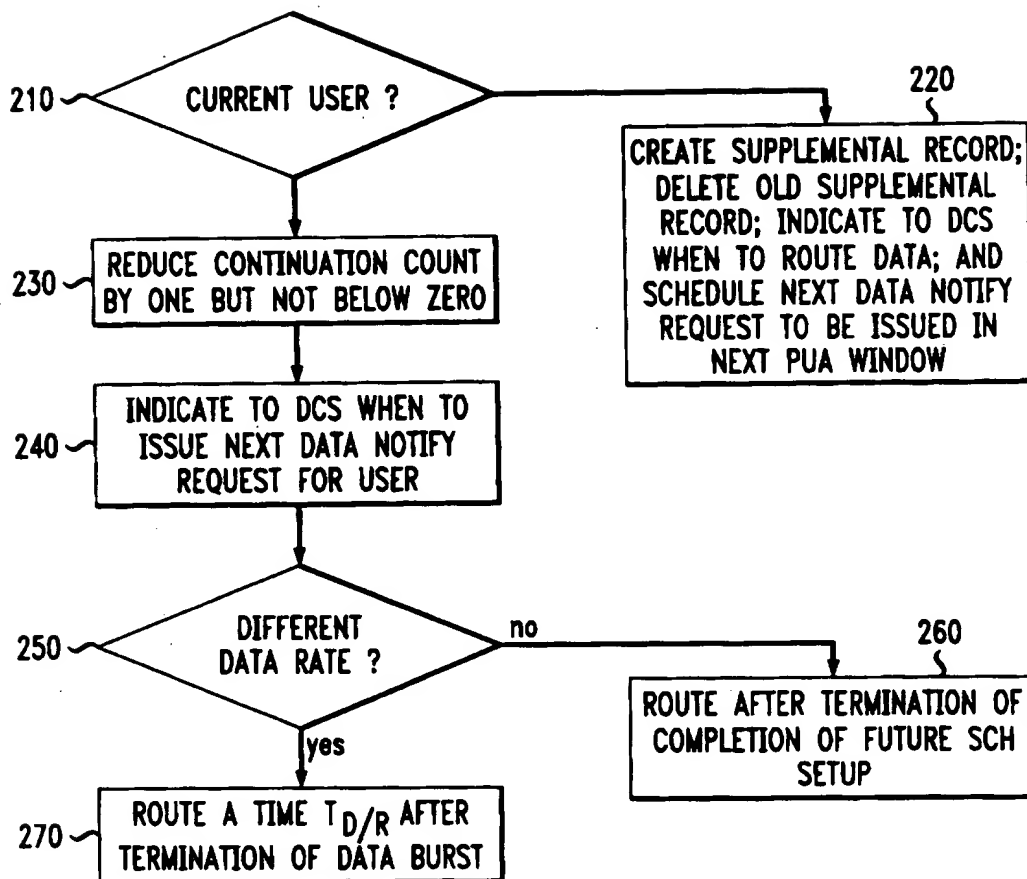 210
CURRENT USER ?
220
CREATE SUPPLEMENTAL RECORD;
DELETE OLD SUPPLEMENTAL
RECORD; INDICATE TO DCS
WHEN TO ROUTE DATA; AND
SCHEDULE NEXT DATA NOTIFY
REQUEST TO BE ISSUED IN
NEXT PUA WINDOW
230
REDUCE CONTINUATION COUNT
BY ONE BUT NOT BELOW ZERO
240
INDICATE TO DCS WHEN TO
ISSUE NEXT DATA NOTIFY
REQUEST FOR USER
250
DIFFERENT
DATA RATE ?
no
yes
260
ROUTE AFTER TERMINATION OF
COMPLETION OF FUTURE SCH
SETUP
270
ROUTE A TIME T_{D/R} AFTER
TERMINATION OF DATA BURST